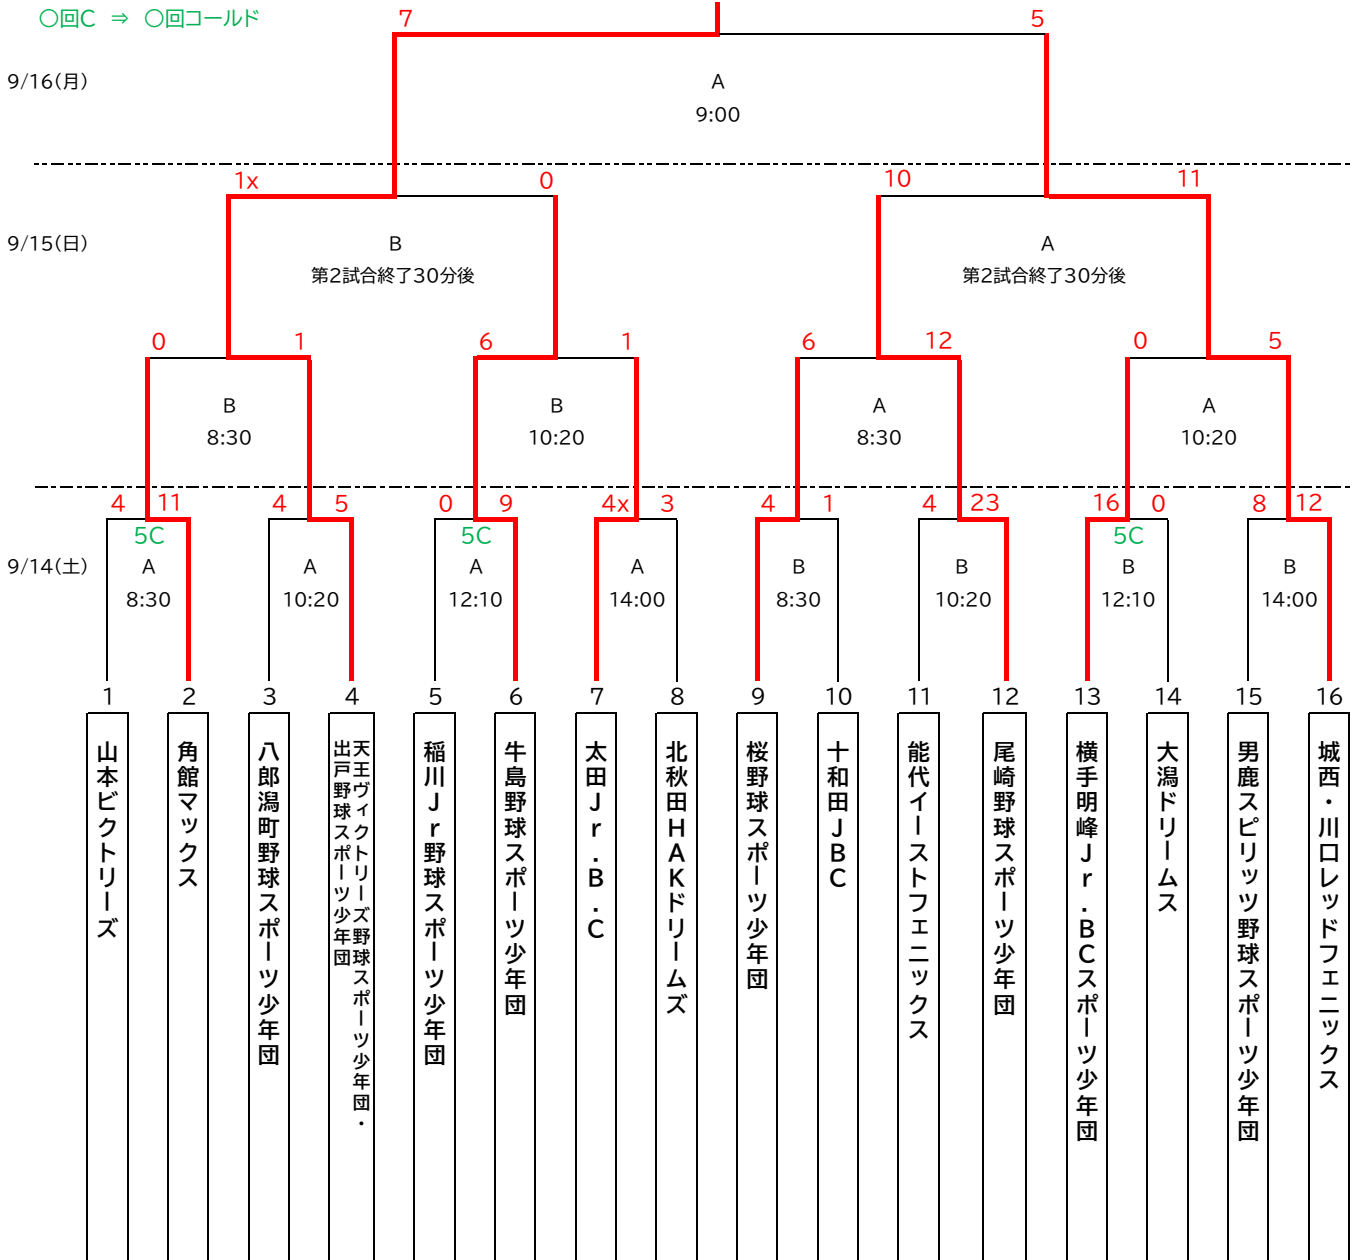 〇回C ⇒ 〇回コールド
7
5
9/16(月)
A
9:00
1x
0
10
11
9/15(日)
B
A
第2試合終了30分後
第2試合終了30分後
0
1
6
1
6
12
0
5
B
B
A
A
8:30
10:20
8:30
10:20
4
11
4
5
0
9
4x
3
4
1
4
23
16
0
8
12
5C
5C
5C
9/14(土)
A
A
A
A
B
B
B
B
8:30
10:20
12:10
14:00
8:30
10:20
12:10
14:00
1
2
3
4
5
6
7
8
9
10
11
12
13
14
15
16
山本ビクトリーズ
角館マックス
八郎潟町野球スポーツ少年団
天王ヴィクトリーズ野球スポーツ少年団・
出戸野球スポーツ少年団
稲川Jr野球スポーツ少年団
牛島野球スポーツ少年団
太田Jr.B.C
北秋田HAKドリームズ
桜野球スポーツ少年団
十和田JBC
能代イーストフェニックス
尾崎野球スポーツ少年団
横手明峰Jr.BCスポーツ少年団
大潟ドリームス
男鹿スピリッツ野球スポーツ少年団
城西・川口レッドフェニックス